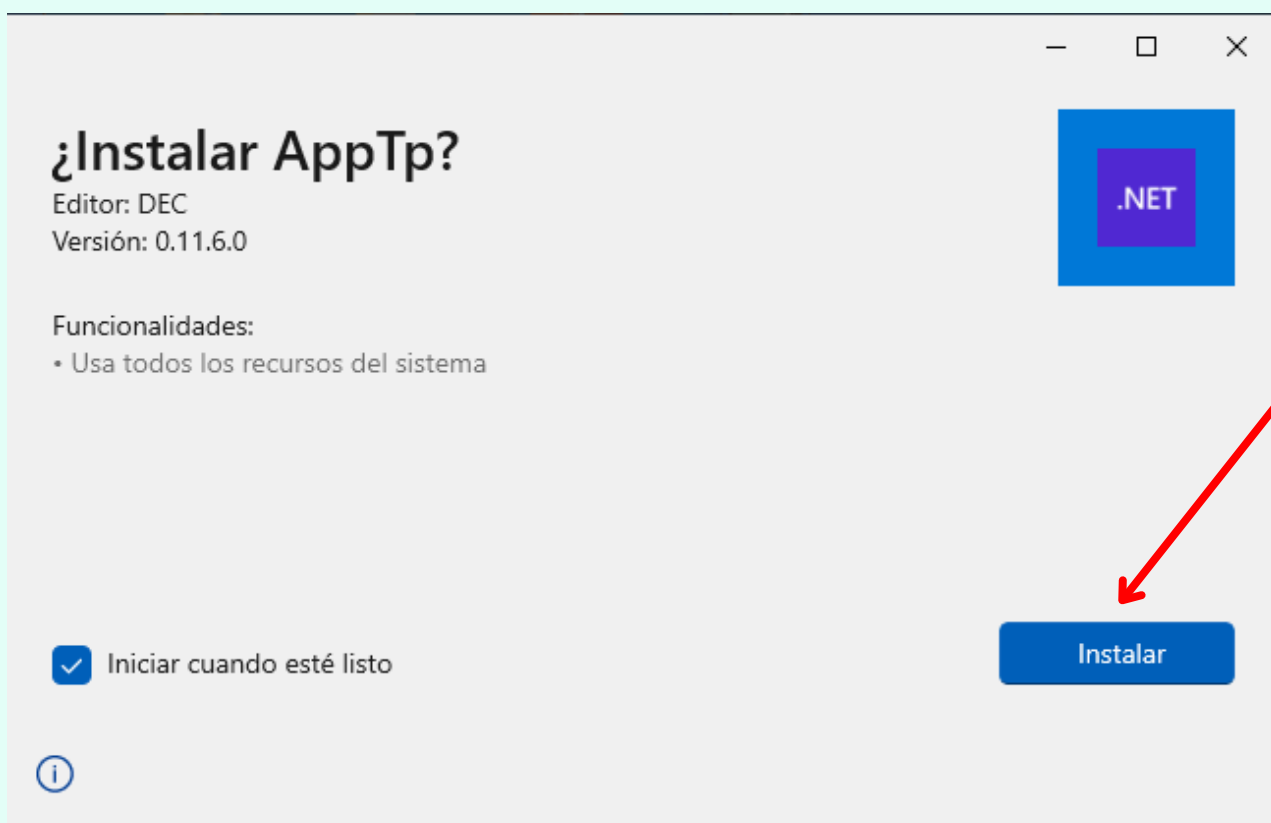 ¿Instalar AppTp?
Editor: DEC
Versión: 0.11.6.0
.NET
Funcionalidades:
• Usa todos los recursos del sistema
Iniciar cuando esté listo
Instalar